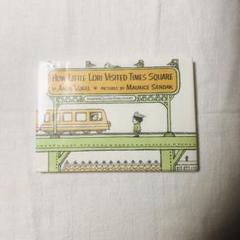 HOW LITTLE LORI VISITED TIMES SQUARE
BY AMOS VOGEL • PICTURES BY MAURICE SENDAK